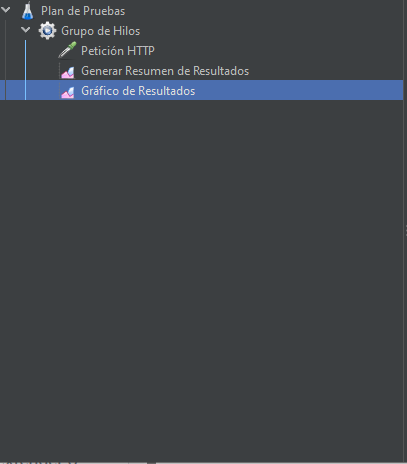 Plan de Pruebas
Grupo de Hilos
Petición HTTP
Generar Resumen de Resultados
Gráfico de Resultados